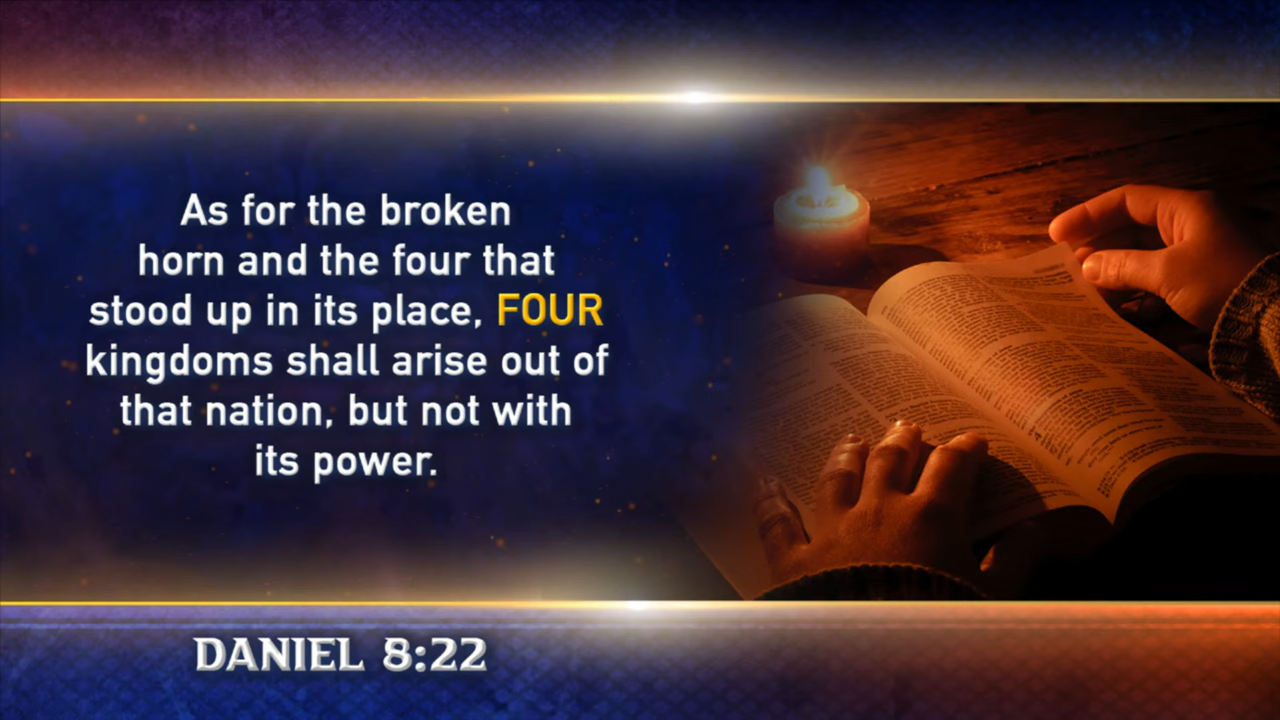 As for the broken
horn and the four that
stood up in its place, FOUR
kingdoms shall arise out of
that nation, but not with
its power.
DANIEL 8:22